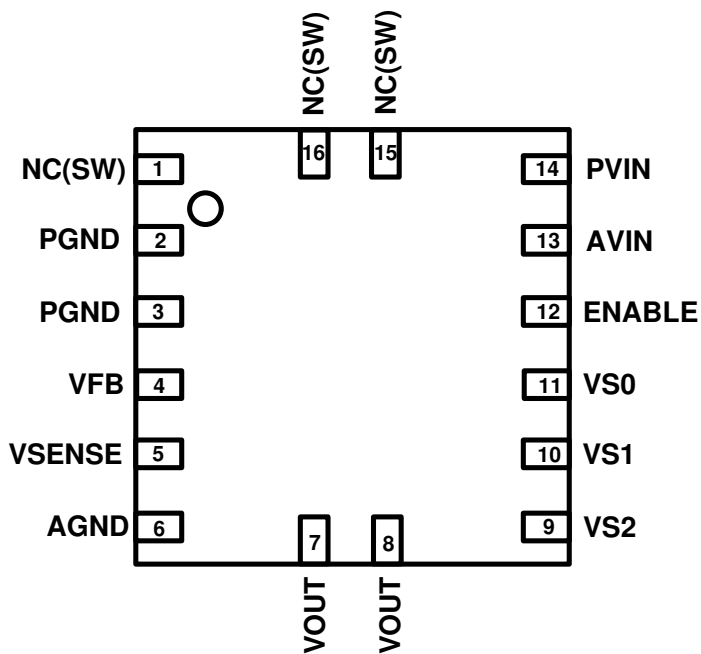 NC(SW)
NC(SW)
16
15
NC(SW) 1
14 PVIN
PGND 2
13 AVIN
PGND 3
12 ENABLE
VFB 4
11 VS0
VSENSE 5
10 VS1
AGND 6
9 VS2
7
8
VOUT
VOUT